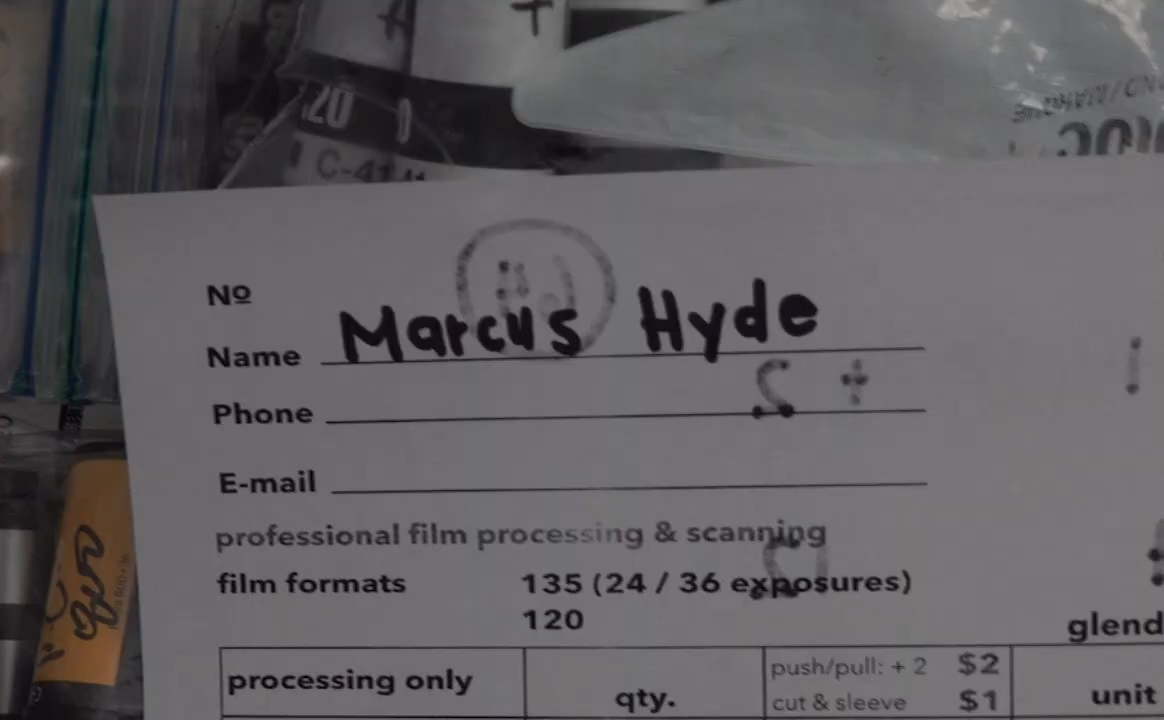 T
120
C-41
Nº
Name Marcus Hyde
Phone
E-mail
professional film processing & scanning
film formats 135 (24 / 36 exposures)
120
glend
processing only qty. push/pull: + 2 $2 unit
cut & sleeve $1